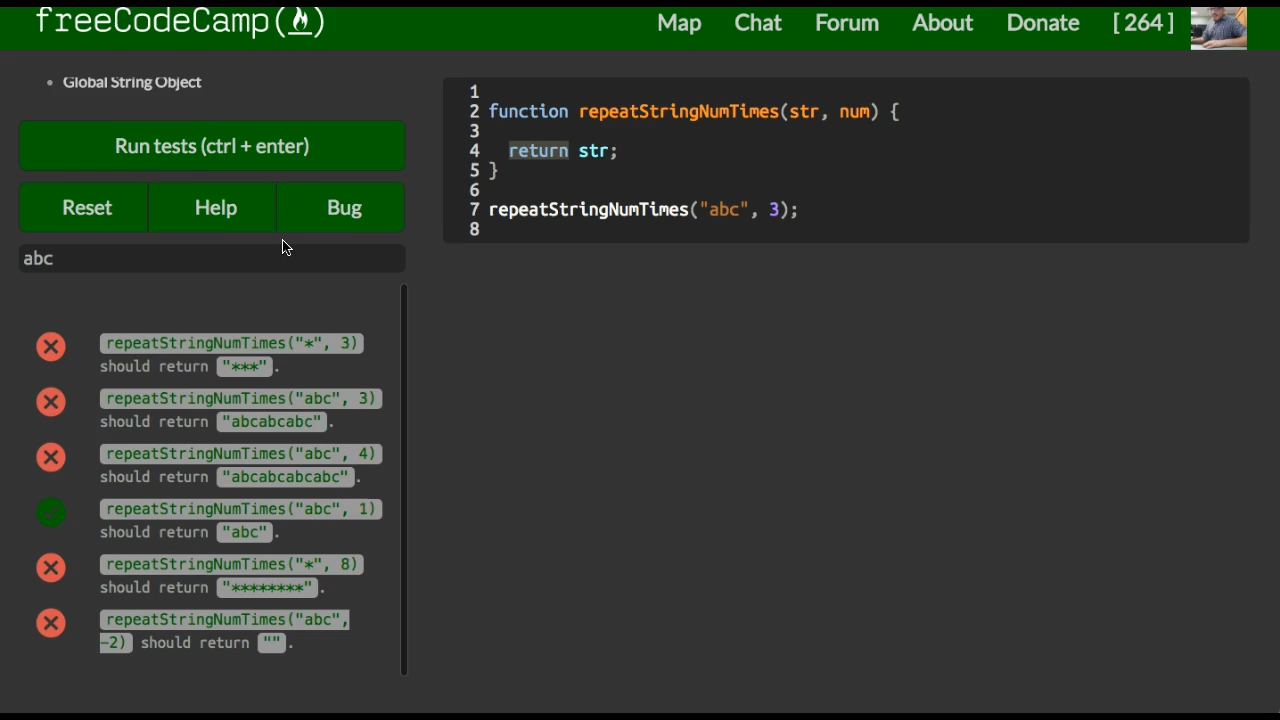 freeCodeCamp(🔥)
Map Chat Forum About Donate [ 264 ]
• Global String Object
Run tests (ctrl + enter)
Reset Help Bug
abc
repeatStringNumTimes("*", 3)
should return "***".
repeatStringNumTimes("abc", 3)
should return "abcabcabc".
repeatStringNumTimes("abc", 4)
should return "abcabcabcabc".
repeatStringNumTimes("abc", 1)
should return "abc".
repeatStringNumTimes("*", 8)
should return "********".
repeatStringNumTimes("abc",
-2) should return "".
1
2 function repeatStringNumTimes(str, num) {
3
4 return str;
5 }
6
7 repeatStringNumTimes("abc", 3);
8